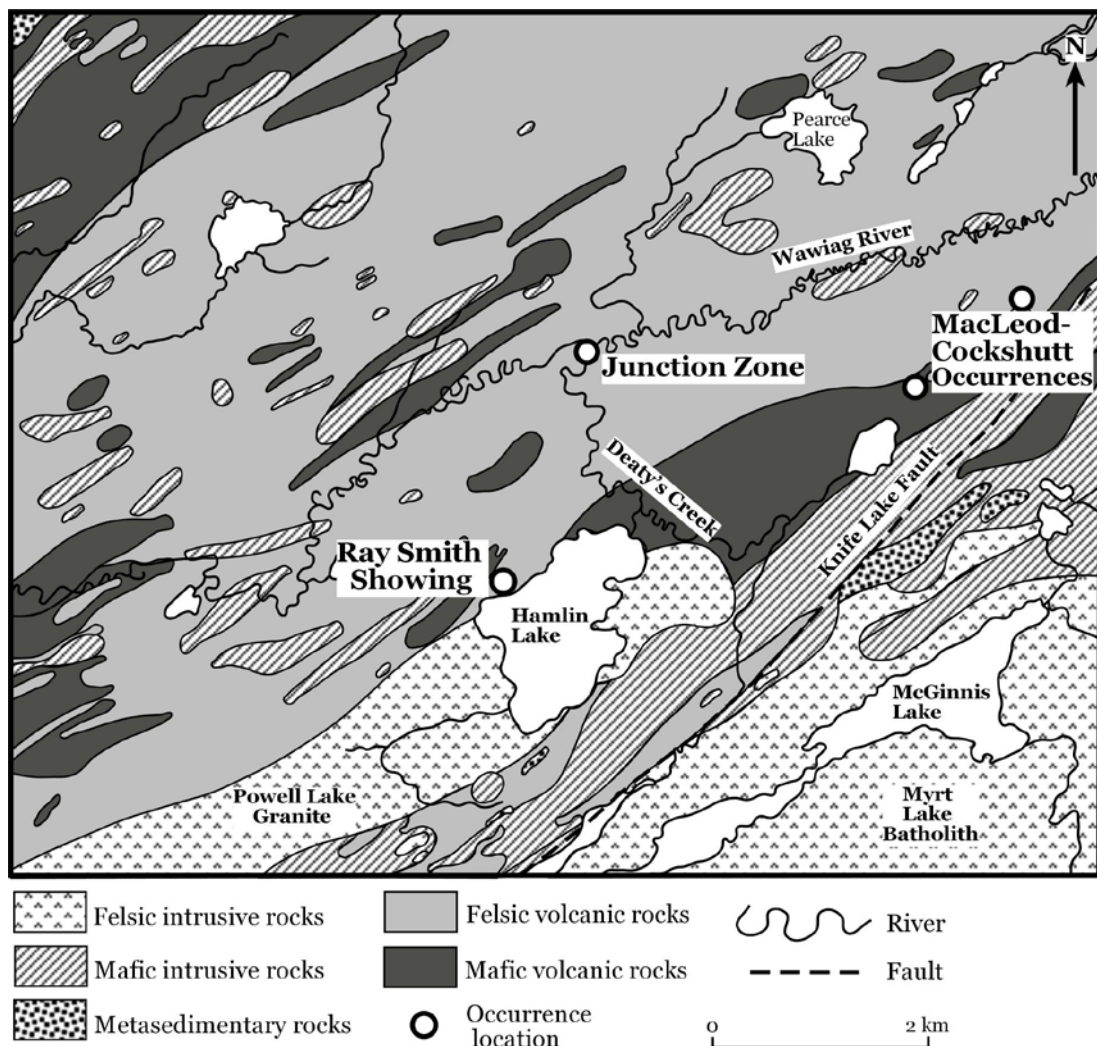 N
Pearce
Lake
Wawiag River
MacLeod-
Cockshutt
Occurrences
Junction Zone
Deaty's Creek
Knife Lake Fault
Ray Smith
Showing
Hamlin
Lake
McGinnis
Lake
Powell Lake
Granite
Myrt
Lake
Batholith
Felsic intrusive rocks
Felsic volcanic rocks
River
Mafic intrusive rocks
Mafic volcanic rocks
Fault
Metasedimentary rocks
Occurrence
location
0
2 km